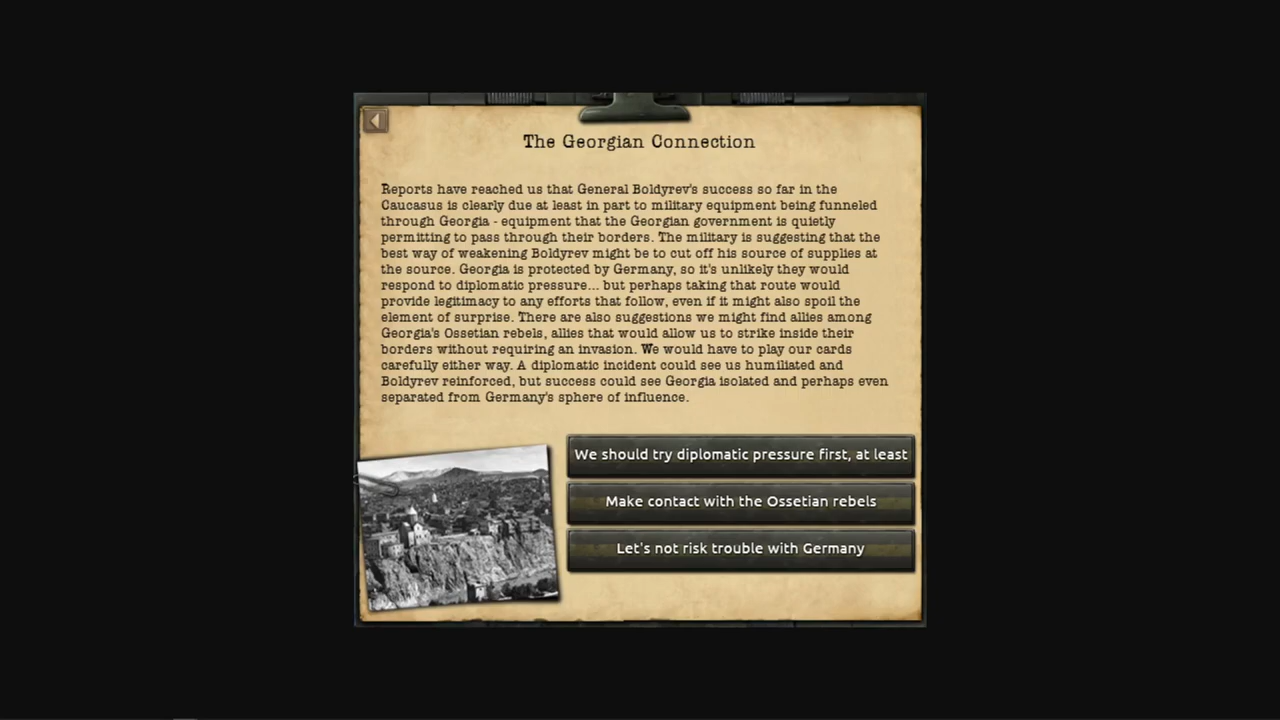 The Georgian Connection
Reports have reached us that General Boldyrev's success so far in the
Caucasus is clearly due at least in part to military equipment being funneled
through Georgia - equipment that the Georgian government is quietly
permitting to pass through their borders. The military is suggesting that the
best way of weakening Boldyrev might be to cut off his source of supplies at
the source. Georgia is protected by Germany, so it's unlikely they would
respond to diplomatic pressure... but perhaps taking that route would
provide legitimacy to any efforts that follow, even if it might also spoil the
element of surprise. There are also suggestions we might find allies among
Georgia's Ossetian rebels, allies that would allow us to strike inside their
borders without requiring an invasion. We would have to play our cards
carefully either way. A diplomatic incident could see us humiliated and
Boldyrev reinforced, but success could see Georgia isolated and perhaps even
separated from Germany's sphere of influence.
We should try diplomatic pressure first, at least
Make contact with the Ossetian rebels
Let's not risk trouble with Germany